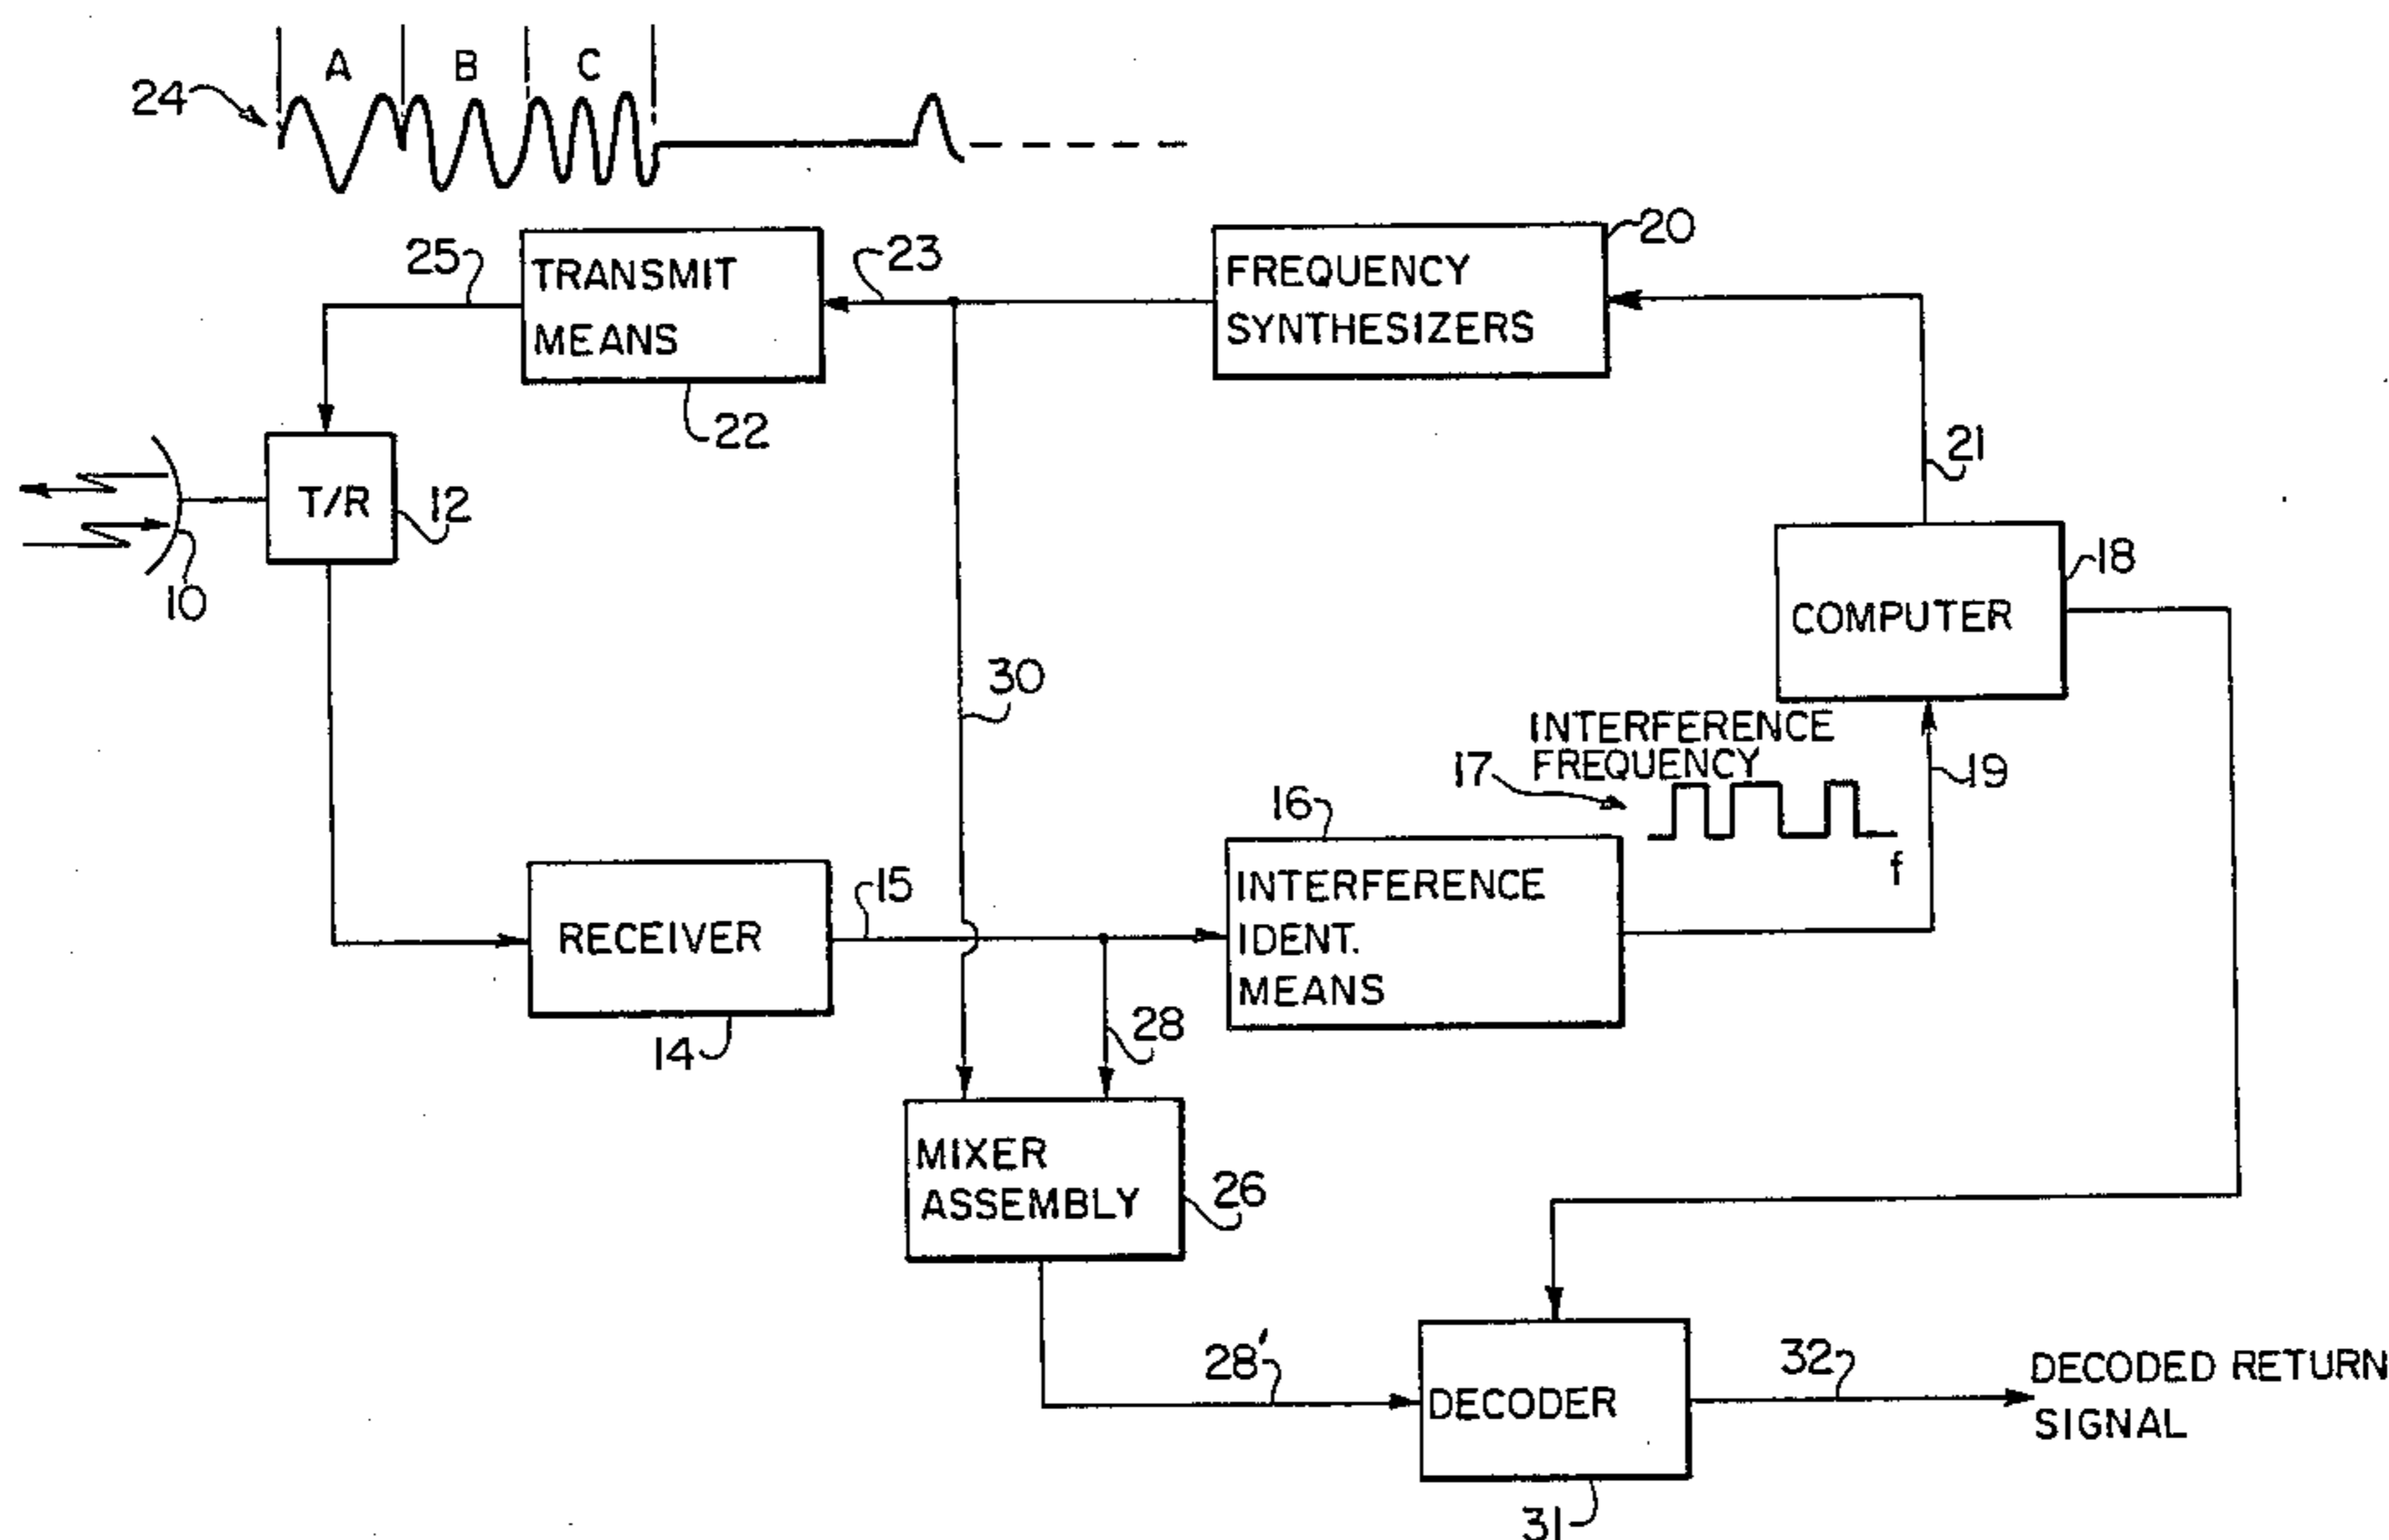 A B C
24
20
25
23
TRANSMIT
MEANS
FREQUENCY
SYNTHESIZERS
22
21
T/R
12
10
18
COMPUTER
30
INTERFERENCE
FREQUENCY
17
19
16
f
15
RECEIVER
INTERFERENCE
IDENT.
MEANS
14
28
MIXER
ASSEMBLY
26
28'
DECODER
32
DECODED RETURN
SIGNAL
31